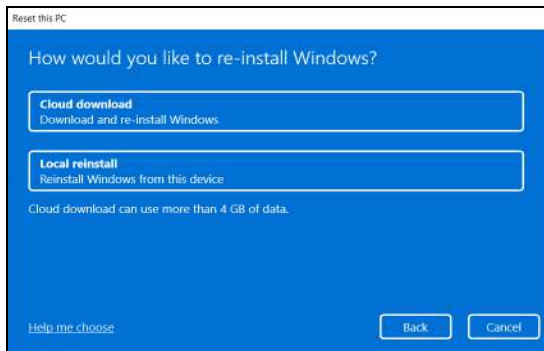 Reset this PC
How would you like to re-install Windows?
Cloud download
Download and re-install Windows
Local reinstall
Reinstall Windows from this device
Cloud download can use more than 4 GB of data.
Help me choose
Back
Cancel